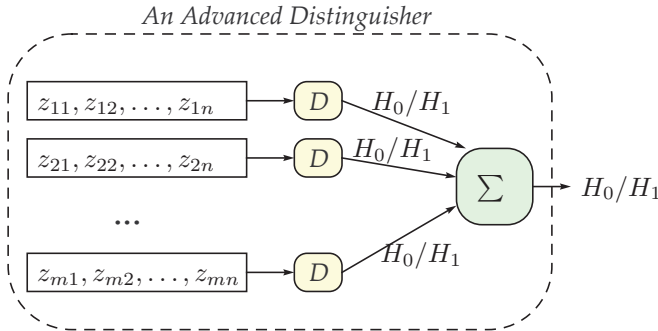 An Advanced Distinguisher
z₁₁, z₁₂, …, z₁ₙ D H₀/H₁
z₂₁, z₂₂, …, z₂ₙ D H₀/H₁
∑ H₀/H₁
...
zₘ₁, zₘ₂, …, zₘₙ D H₀/H₁